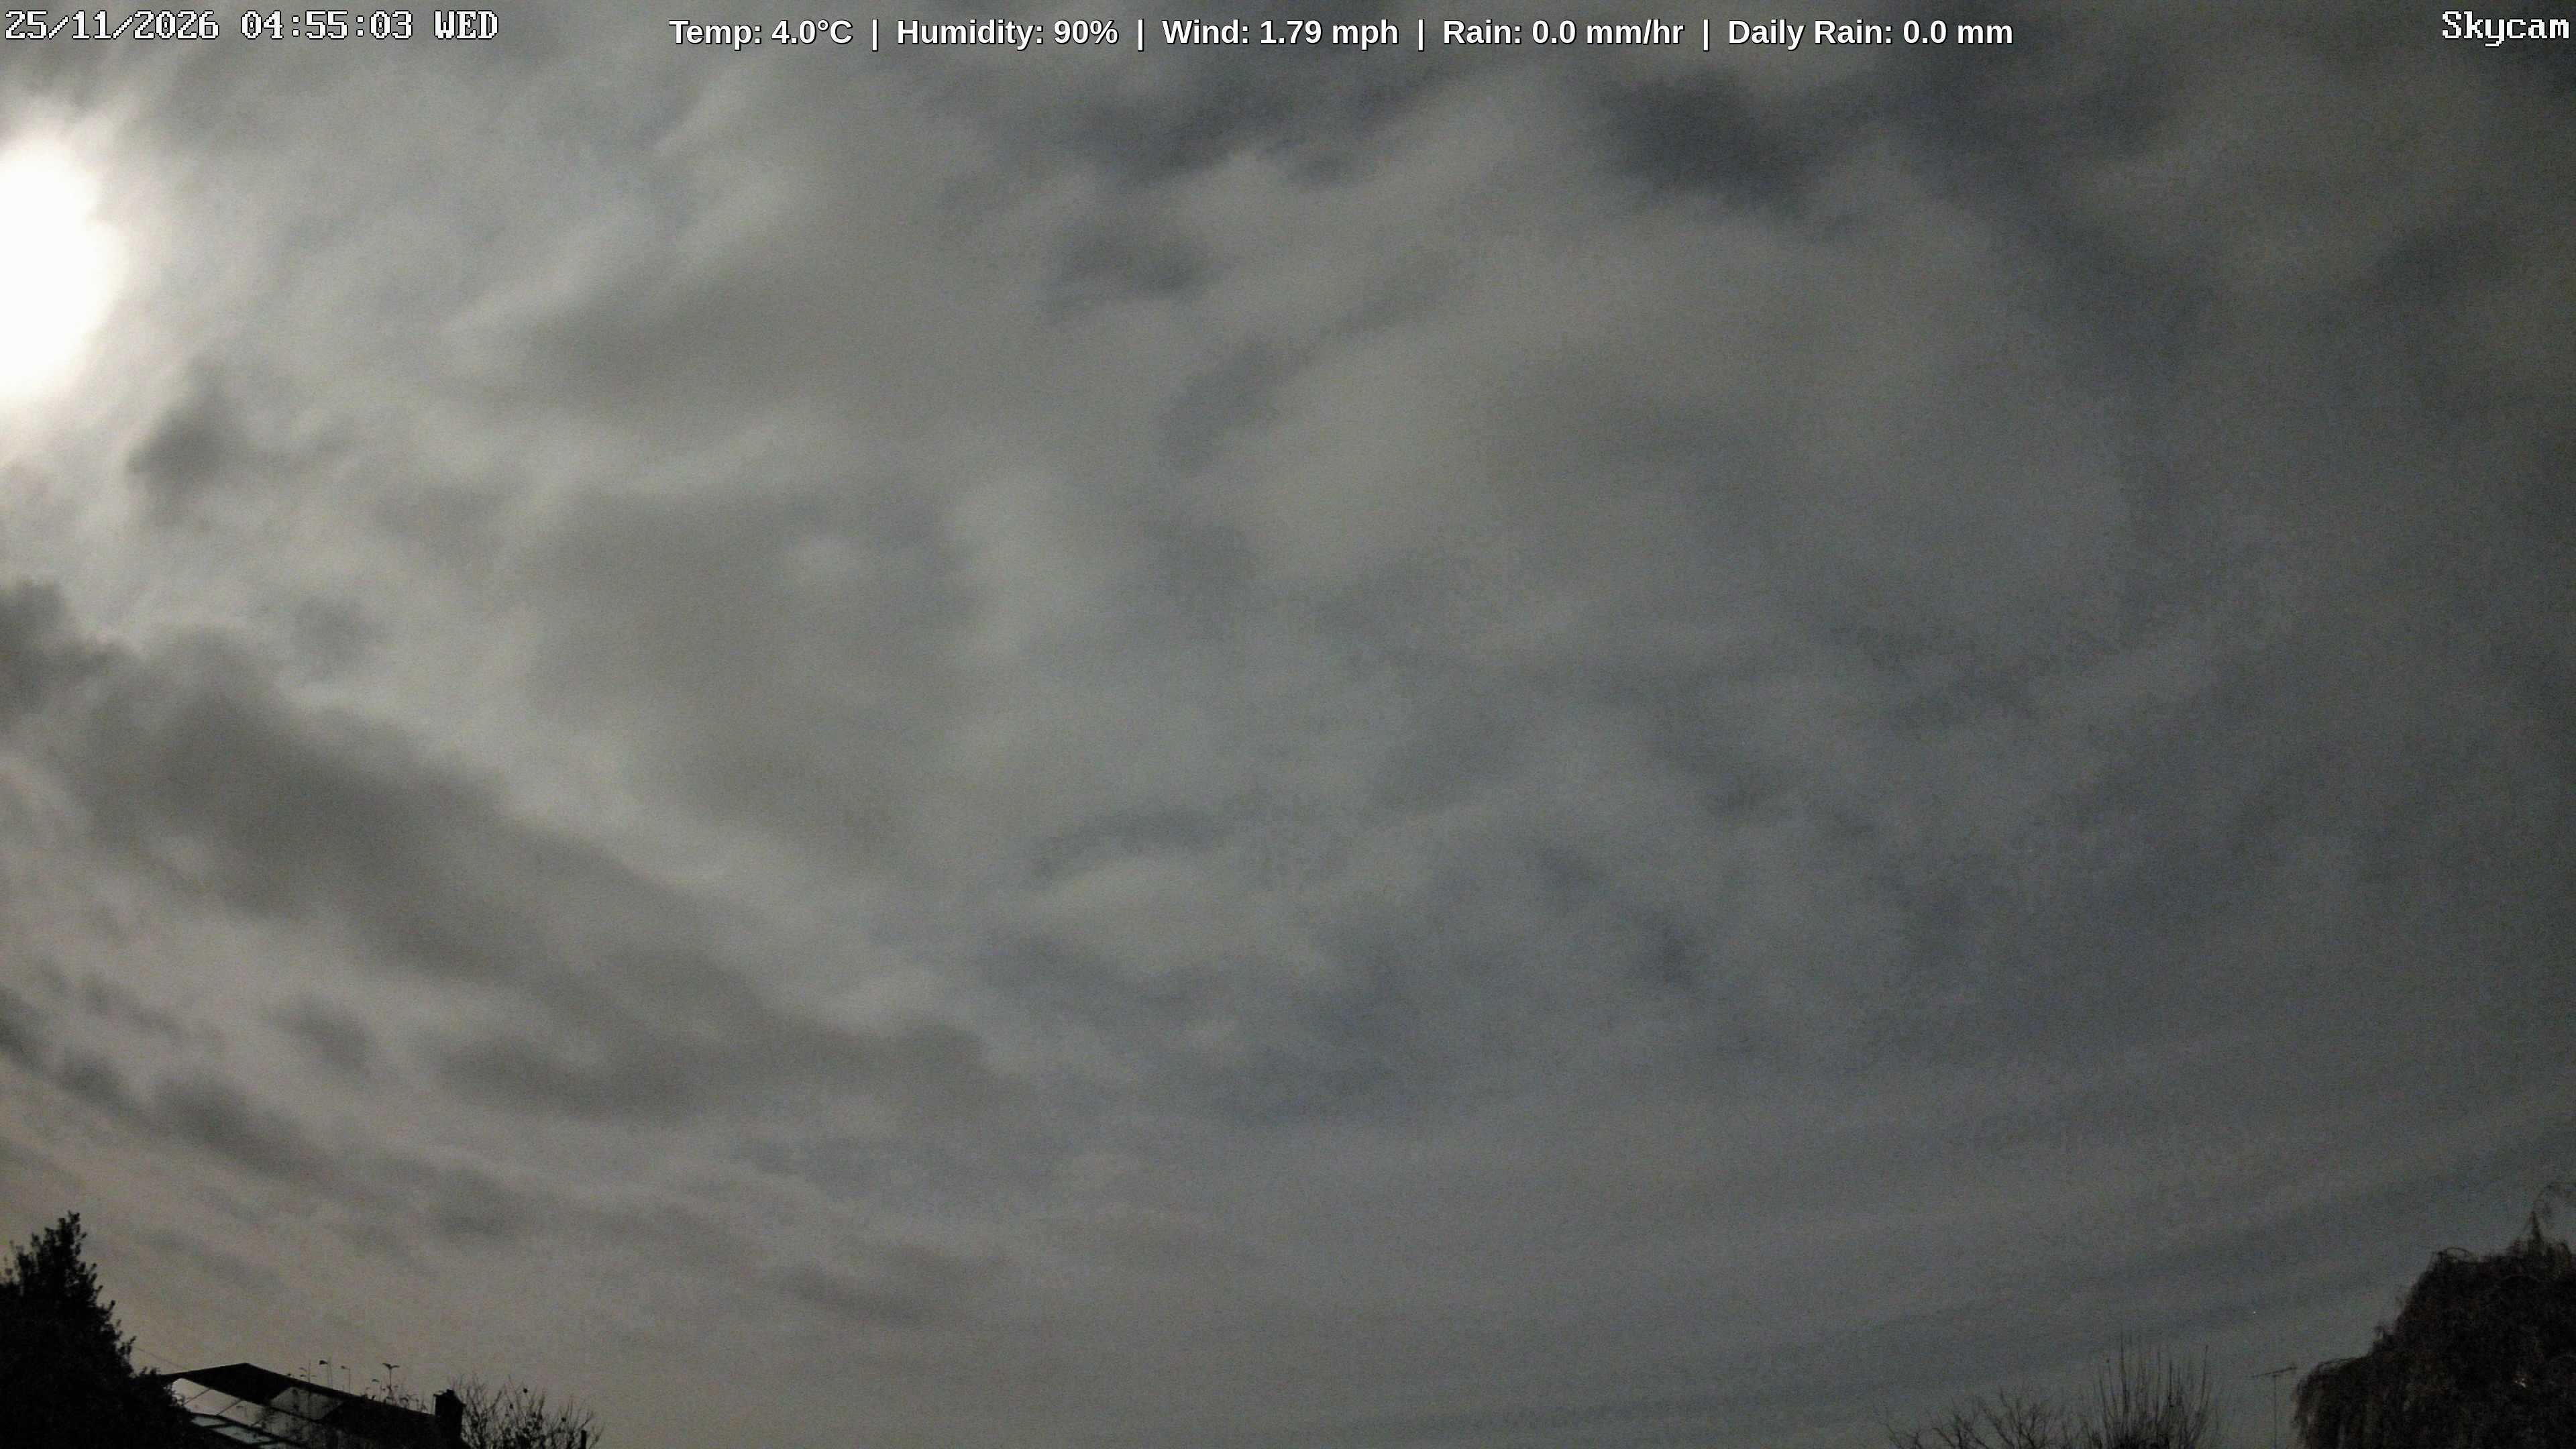 25/11/2026 04:55:03 WED
Temp: 4.0°C | Humidity: 90% | Wind: 1.79 mph | Rain: 0.0 mm/hr | Daily Rain: 0.0 mm
Skycam